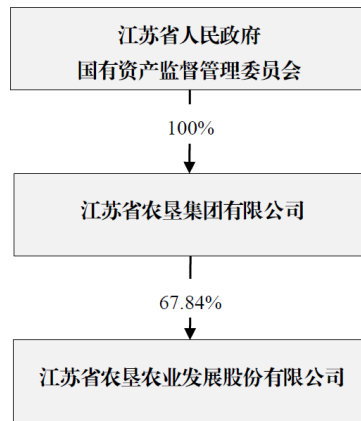 江苏省人民政府
国有资产监督管理委员会
100%
江苏省农垦集团有限公司
67.84%
江苏省农垦农业发展股份有限公司